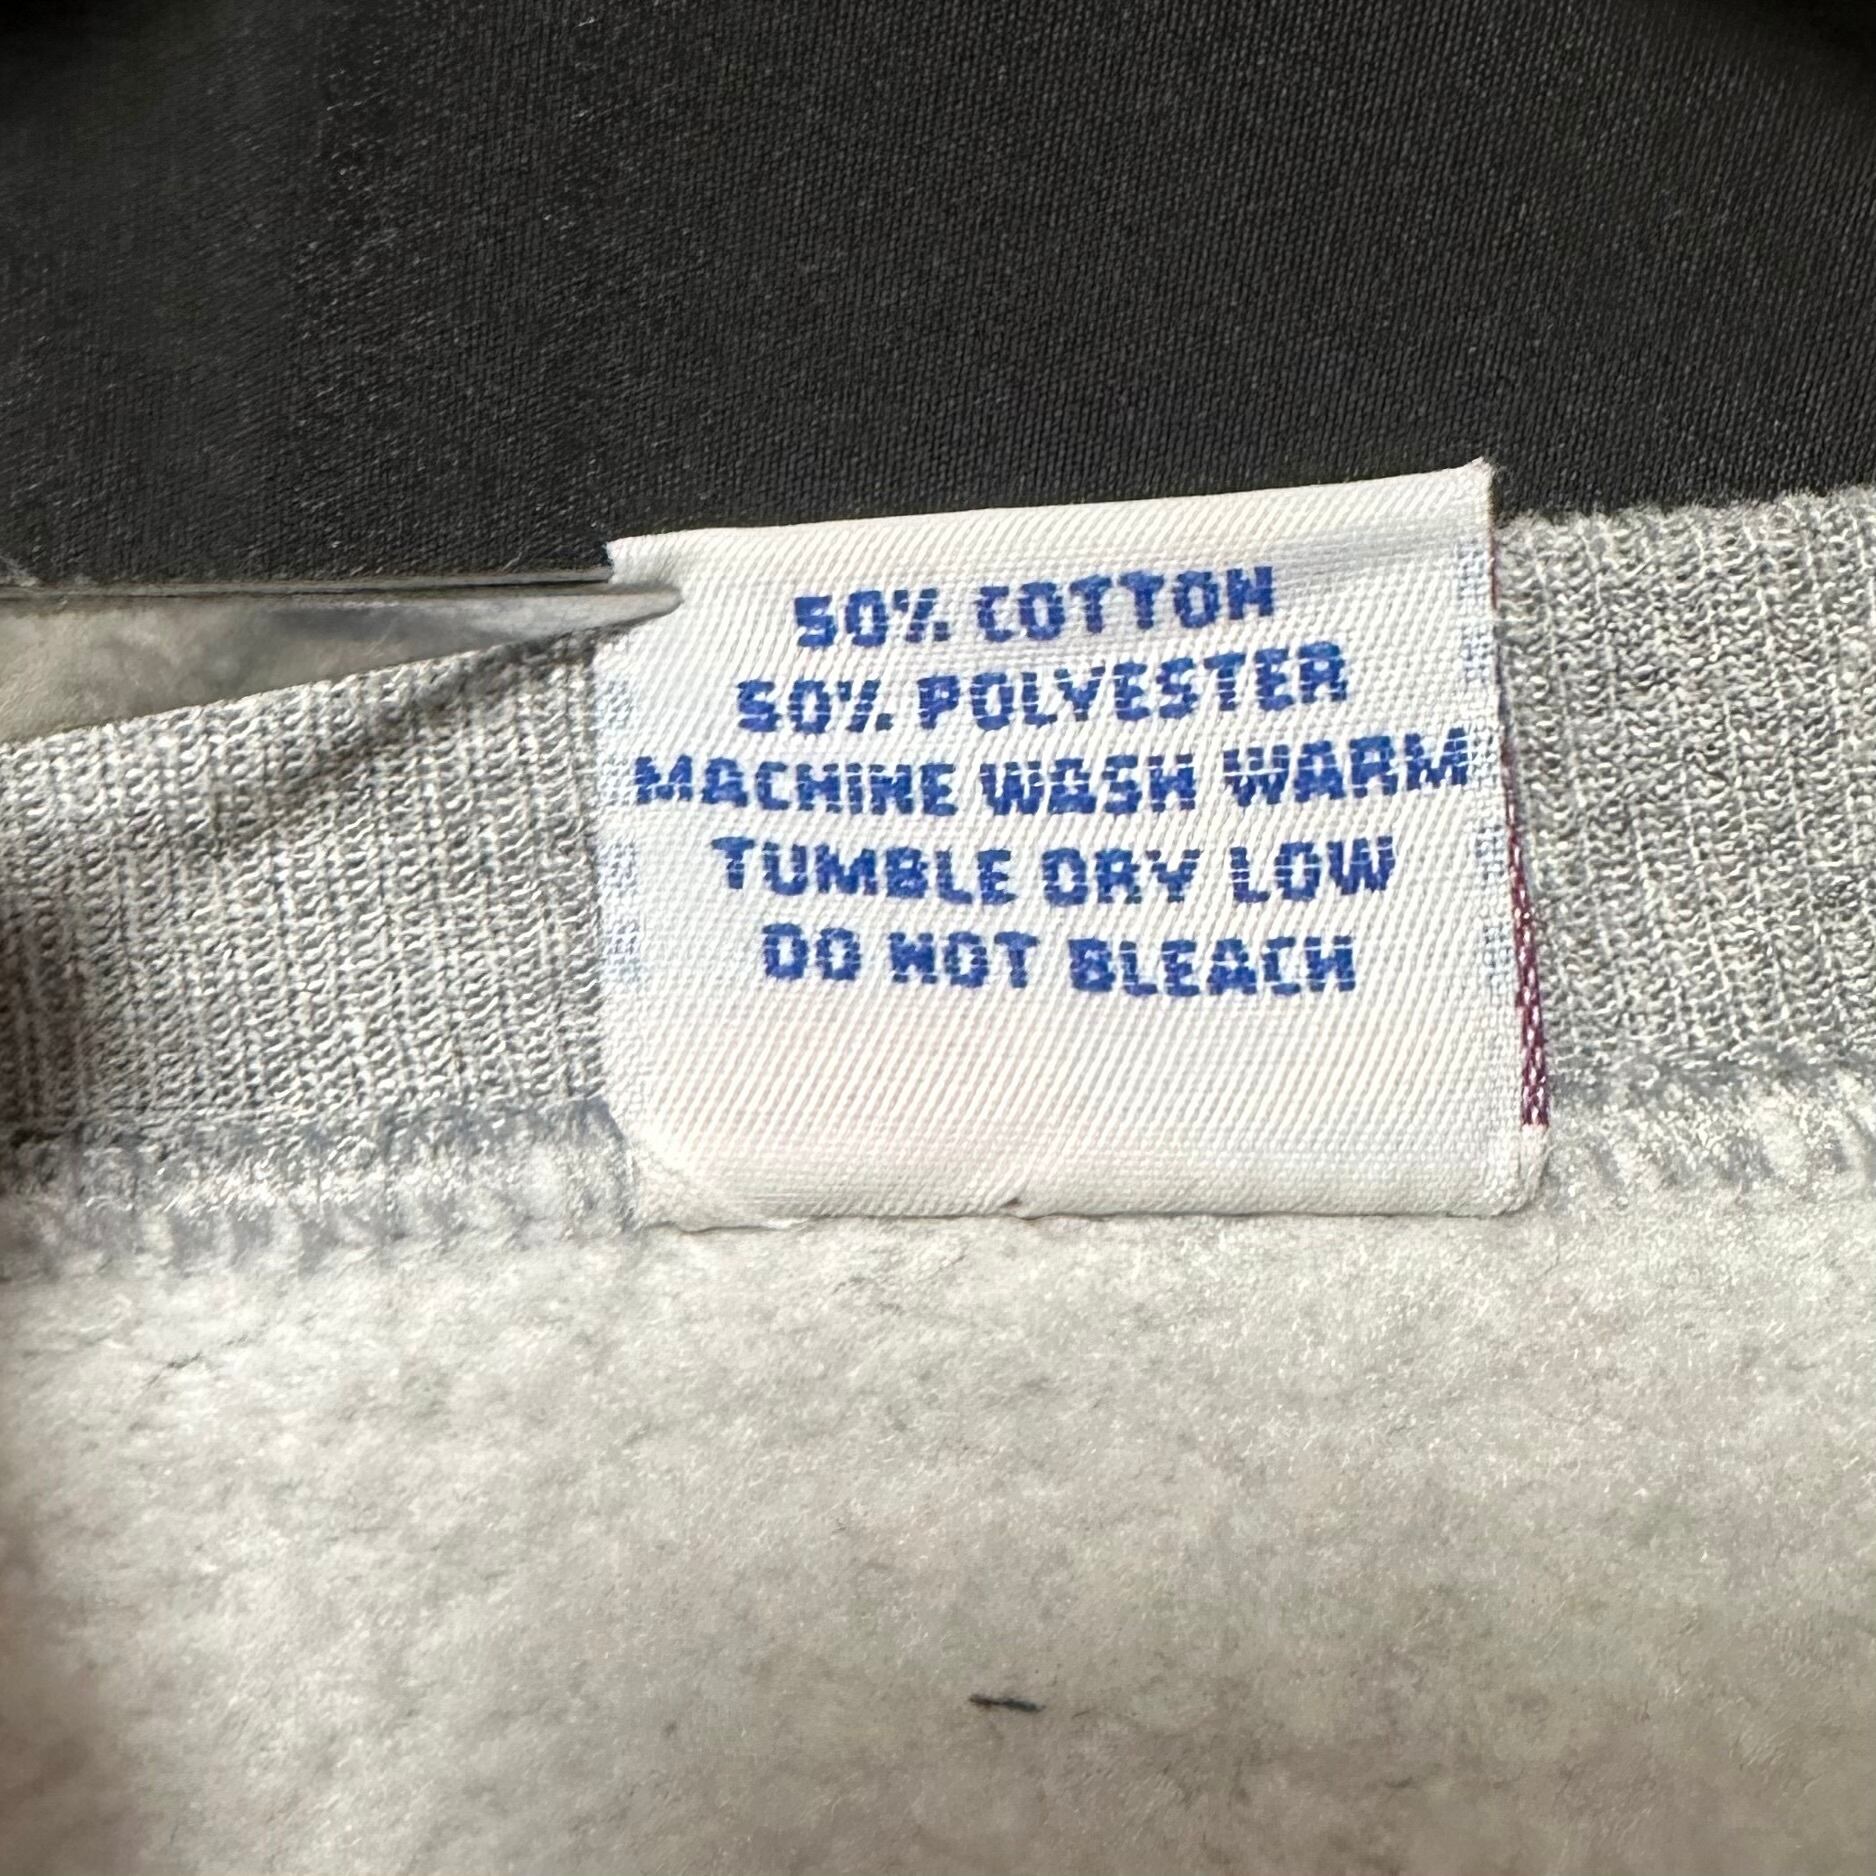 50% COTTON
50% POLYESTER
MACHINE WASH WARM
TUMBLE DRY LOW
DO NOT BLEACH